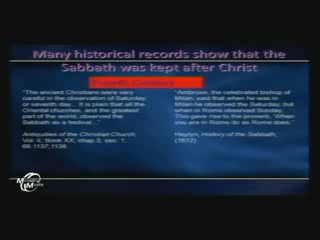 Many historical records show that the
Sabbath was kept after Christ
Fourth Century
"The ancient Christians were very
careful in the observation of Saturday,
or seventh day... It is plain that all the
Oriental churches, and the greatest
part of the world, observed the
Sabbath as a festival..."
Antiquities of the Christian Church,
Vol. II, Book XX, chap.3, sec. 1,
66.1137,1138.
"Ambrose, the celebrated bishop of
Milan, said that when he was in
Milan he observed the Saturday, but
when in Rome observed Sunday.
This gave rise to the proverb, 'When
you are in Rome do as Rome does.'"
Heylyn, History of the Sabbath,
(1612)